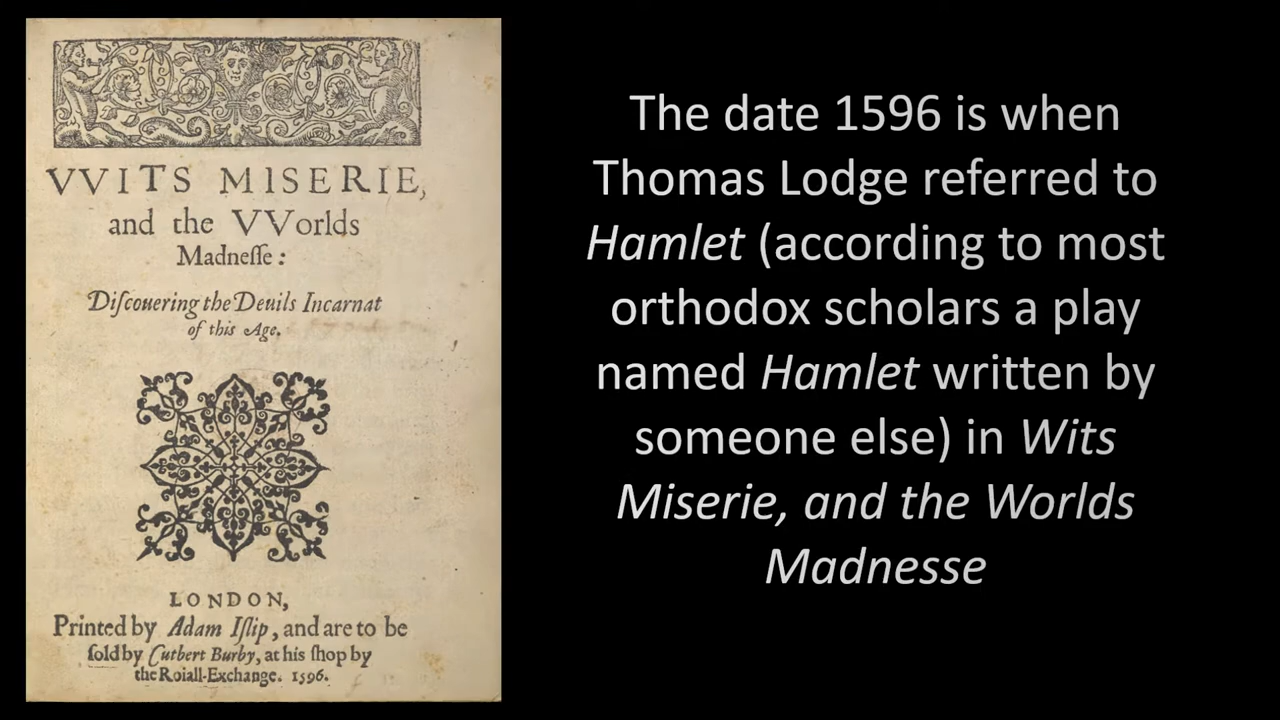 VVITS MISERIE,
and the VVorlds
Madneſſe:
Diſcouering the Deuils Incarnat
of this Age.
LONDON,
Printed by Adam Iſlip, and are to be
ſold by Cutbert Burby, at his ſhop by
the Roiall-Exchange. 1596.
The date 1596 is when
Thomas Lodge referred to
Hamlet (according to most
orthodox scholars a play
named Hamlet written by
someone else) in Wits
Miserie, and the Worlds
Madnesse